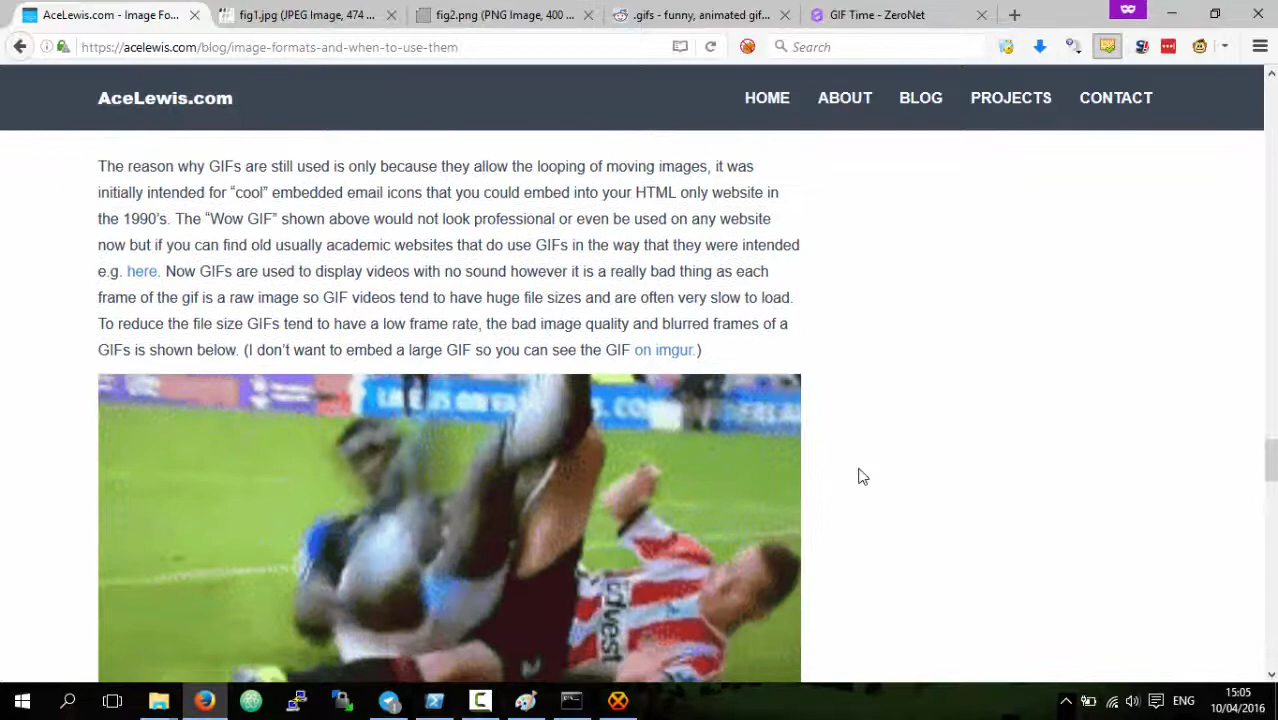 AceLewis.com - Image Fo...
fig1.jpg (JPEG Image, 474 ...
fig2.png (PNG Image, 400 ...
.gifs - funny, animated gif...
GIF Time - ZeroNet
https://acelewis.com/blog/image-formats-and-when-to-use-them
Search
AceLewis.com
HOME ABOUT BLOG PROJECTS CONTACT
The reason why GIFs are still used is only because they allow the looping of moving images, it was
initially intended for “cool” embedded email icons that you could embed into your HTML only website in
the 1990’s. The “Wow GIF” shown above would not look professional or even be used on any website
now but if you can find old usually academic websites that do use GIFs in the way that they were intended
e.g. here. Now GIFs are used to display videos with no sound however it is a really bad thing as each
frame of the gif is a raw image so GIF videos tend to have huge file sizes and are often very slow to load.
To reduce the file size GIFs tend to have a low frame rate, the bad image quality and blurred frames of a
GIFs is shown below. (I don’t want to embed a large GIF so you can see the GIF on imgur.)
ENG
15:05
10/04/2016